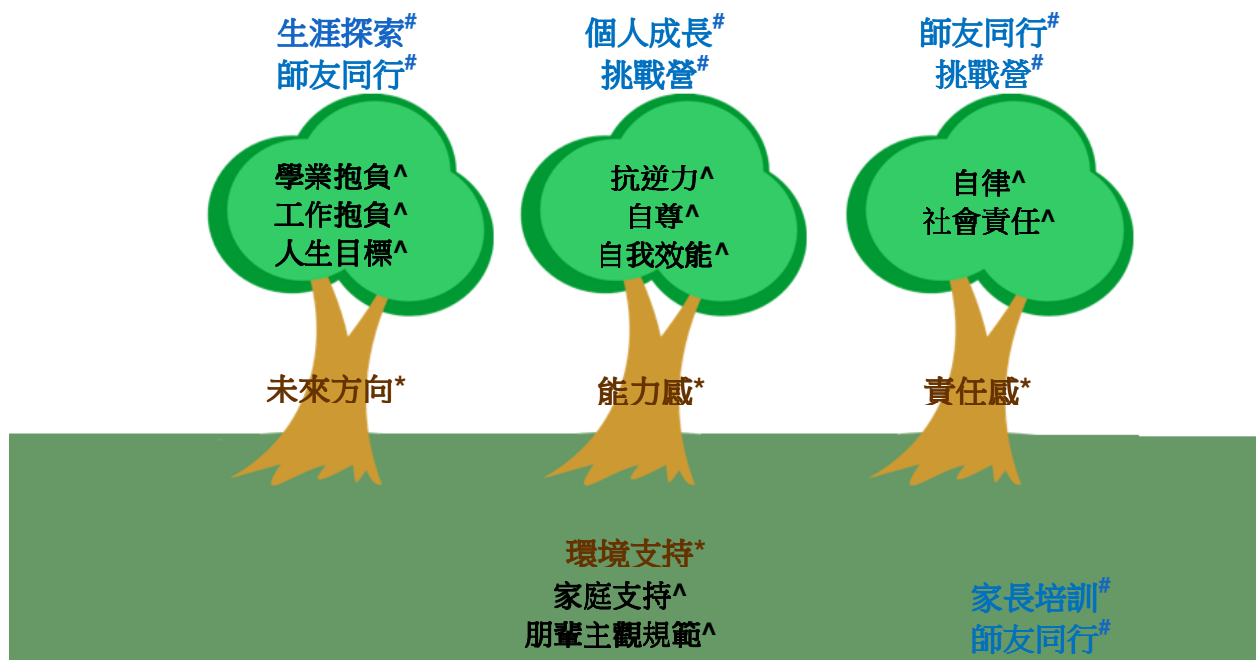 生涯探索#
師友同行#
個人成長#
挑戰營#
師友同行#
挑戰營#
學業抱負^
工作抱負^
人生目標^
抗逆力^
自尊^
自我效能^
自律^
社會責任^
未來方向*
能力感*
責任感*
環境支持*
家庭支持^
朋輩主觀規範^
家長培訓#
師友同行#